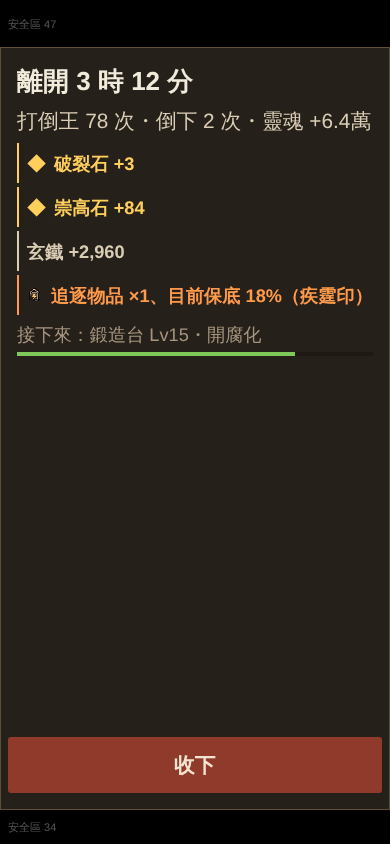 安全區 47
離開 3 時 12 分
打倒王 78 次・倒下 2 次・靈魂 +6.4萬
破裂石 +3
崇高石 +84
玄鐵 +2,960
追逐物品 ×1、目前保底 18%（疾霆印）
接下來：鍛造台 Lv15・開腐化
收下
安全區 34